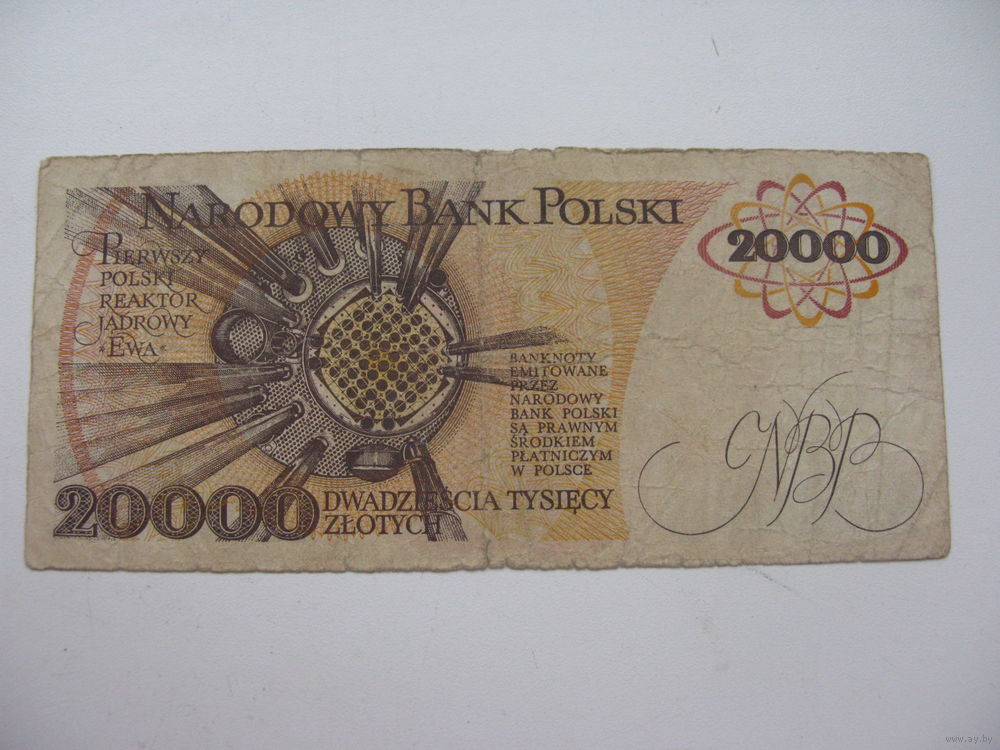 NARODOWY BANK POLSKI
20000
PIERWSZY
POLSKI
REAKTOR
JĄDROWY
*EWA*
BANKNOTY
EMITOWANE
PRZEZ
NARODOWY
BANK POLSKI
SĄ PRAWNYM
ŚRODKIEM
PŁATNICZYM
W POLSCE
NBP
20000 DWADZIEŚCIA TYSIĘCY
ZŁOTYCH
www.ay.by